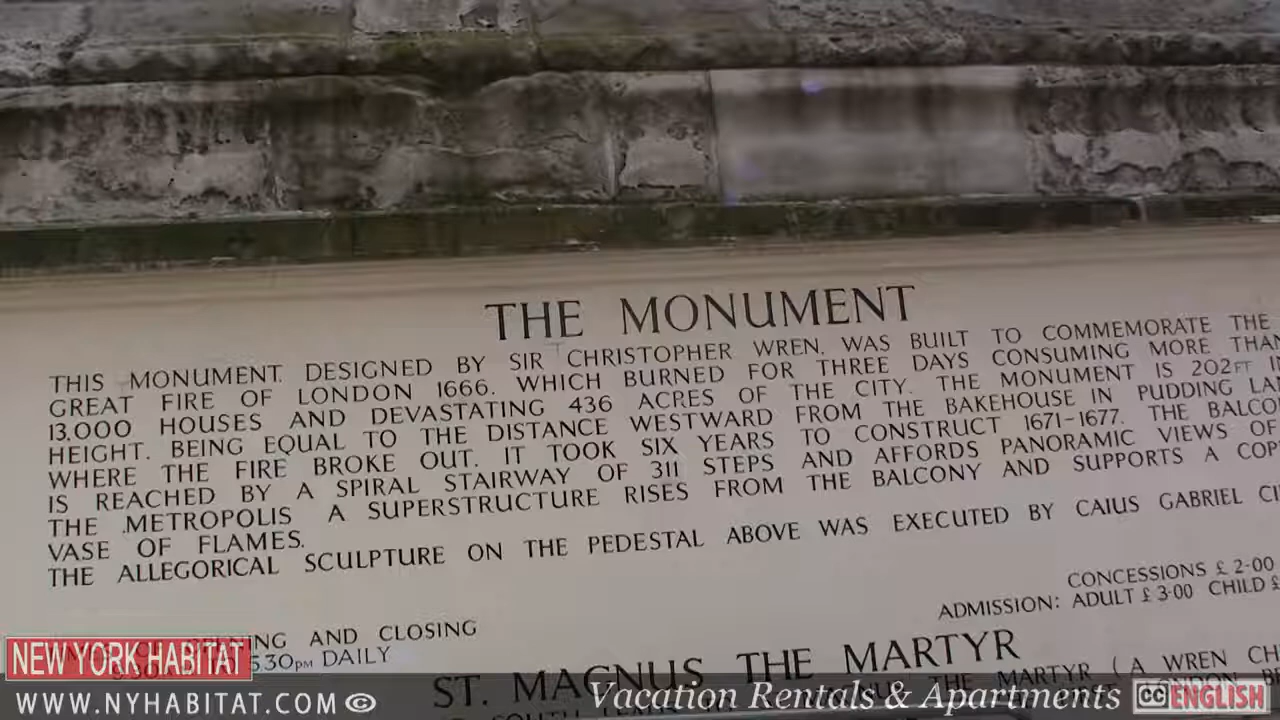 THE MONUMENT
THIS MONUMENT, DESIGNED BY SIR CHRISTOPHER WREN, WAS BUILT TO COMMEMORATE THE
GREAT FIRE OF LONDON 1666, WHICH BURNED FOR THREE DAYS CONSUMING MORE THAN
13,000 HOUSES AND DEVASTATING 436 ACRES OF THE CITY. THE MONUMENT IS 202FT
HEIGHT. BEING EQUAL TO THE DISTANCE WESTWARD FROM THE BAKEHOUSE IN PUDDING
WHERE THE FIRE BROKE OUT. IT TOOK SIX YEARS TO CONSTRUCT 1671-1677. THE
IS REACHED BY A SPIRAL STAIRWAY OF 311 STEPS AND AFFORDS PANORAMIC VIEWS OF
THE METROPOLIS A SUPERSTRUCTURE RISES FROM THE BALCONY AND SUPPORTS A
VASE OF FLAMES.
THE ALLEGORICAL SCULPTURE ON THE PEDESTAL ABOVE WAS EXECUTED BY CAIUS GABRIEL
CONCESSIONS £ 2-00
ADMISSION: ADULT £ 3-00 CHILD £
AND CLOSING
5.30PM DAILY
ST. MAGNUS THE MARTYR
THE MARTYR (A WREN
NEW YORK HABITAT
WWW.NYHABITAT.COM ©
Vacation Rentals & Apartments
CC ENGLISH